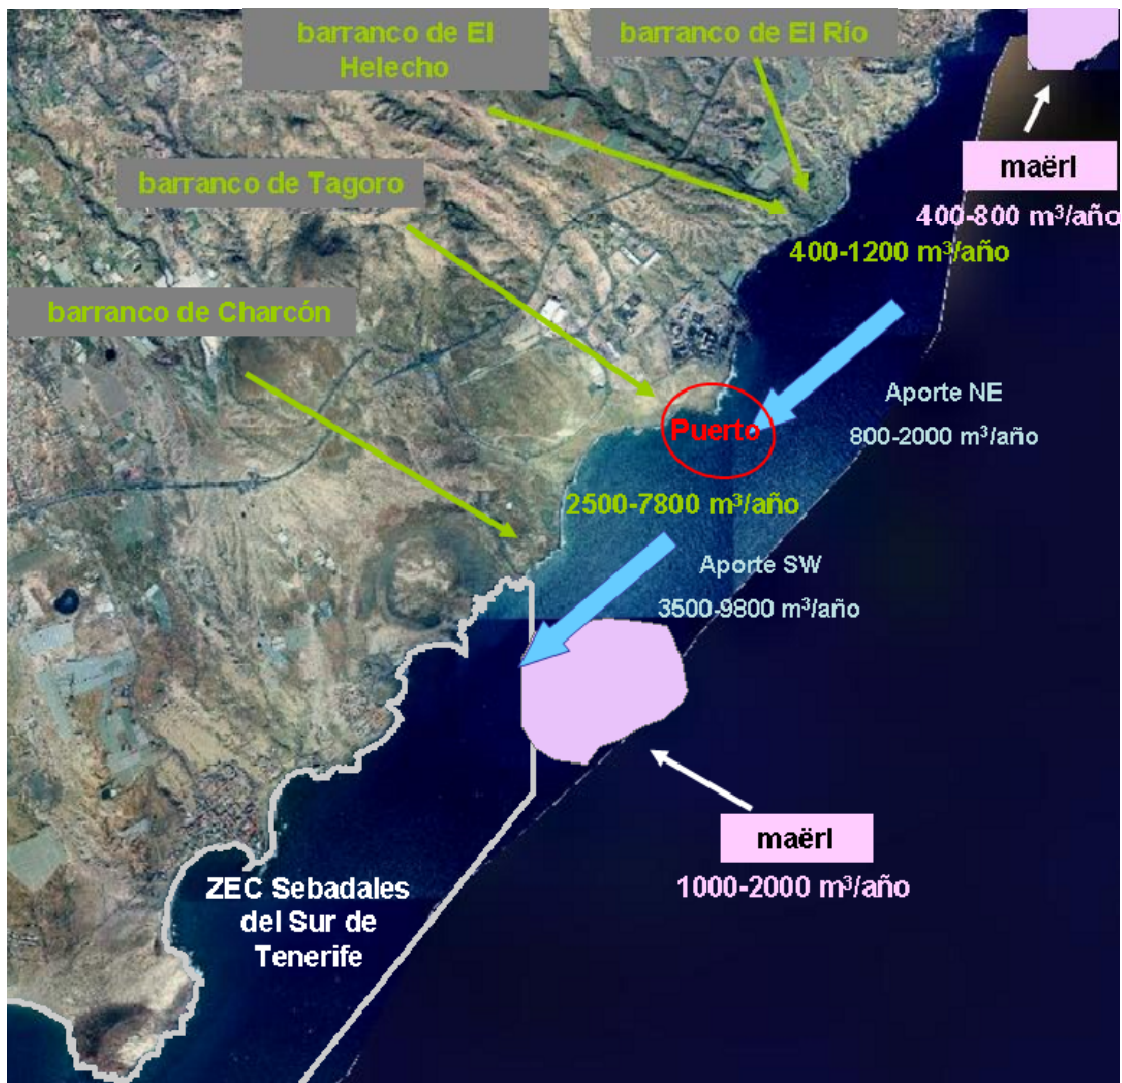 barranco de El
Helecho
barranco de El Río
maërl
400-800 m³/año
barranco de Tagoro
400-1200 m³/año
barranco de Charcón
Aporte NE
800-2000 m³/año
Puerto
2500-7800 m³/año
Aporte SW
3500-9800 m³/año
maërl
1000-2000 m³/año
ZEC Sebadales
del Sur de
Tenerife